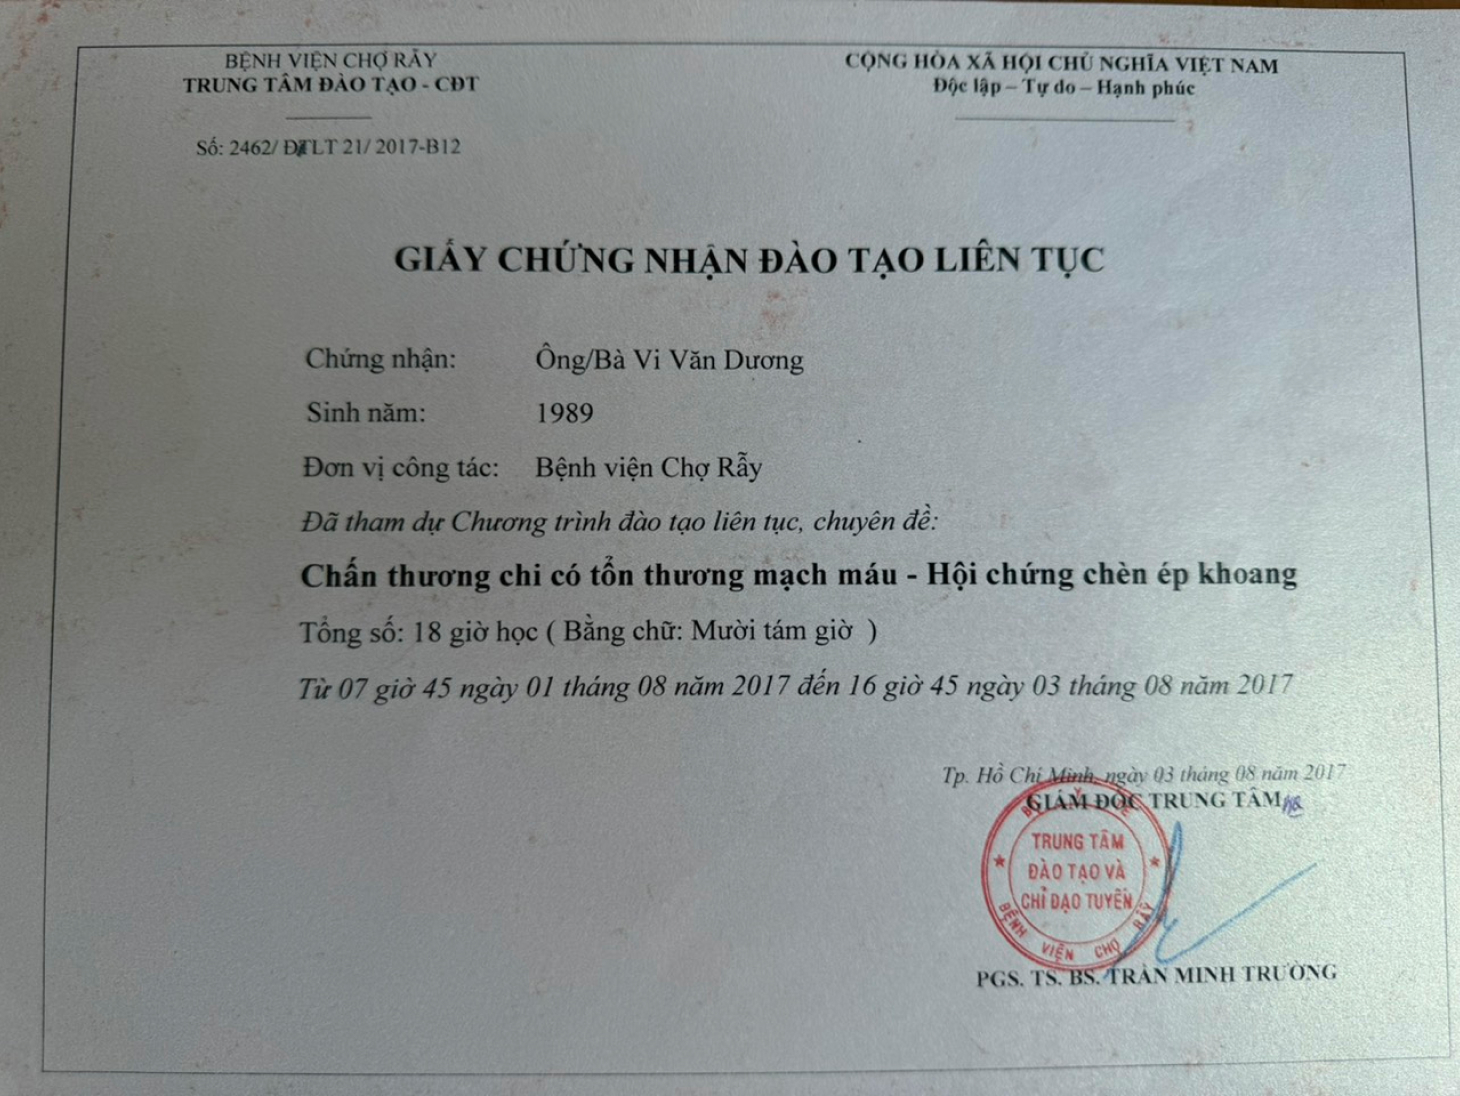 BỆNH VIỆN CHỢ RẪY
TRUNG TÂM ĐÀO TẠO - CĐT
CỘNG HÒA XÃ HỘI CHỦ NGHĨA VIỆT NAM
Độc lập – Tự do – Hạnh phúc
Số: 2462/ ĐTLT 21/ 2017-B12
GIẤY CHỨNG NHẬN ĐÀO TẠO LIÊN TỤC
Chứng nhận: Ông/Bà Vi Văn Dương
Sinh năm: 1989
Đơn vị công tác: Bệnh viện Chợ Rẫy
Đã tham dự Chương trình đào tạo liên tục, chuyên đề:
Chấn thương chi có tổn thương mạch máu - Hội chứng chèn ép khoang
Tổng số: 18 giờ học ( Bằng chữ: Mười tám giờ )
Từ 07 giờ 45 ngày 01 tháng 08 năm 2017 đến 16 giờ 45 ngày 03 tháng 08 năm 2017
Tp. Hồ Chí Minh, ngày 03 tháng 08 năm 2017
GIÁM ĐỐC TRUNG TÂM
BỘ Y TẾ
TRUNG TÂM
ĐÀO TẠO VÀ
CHỈ ĐẠO TUYẾN
BỆNH VIỆN CHỢ RẪY
PGS. TS. BS. TRẦN MINH TRƯỜNG